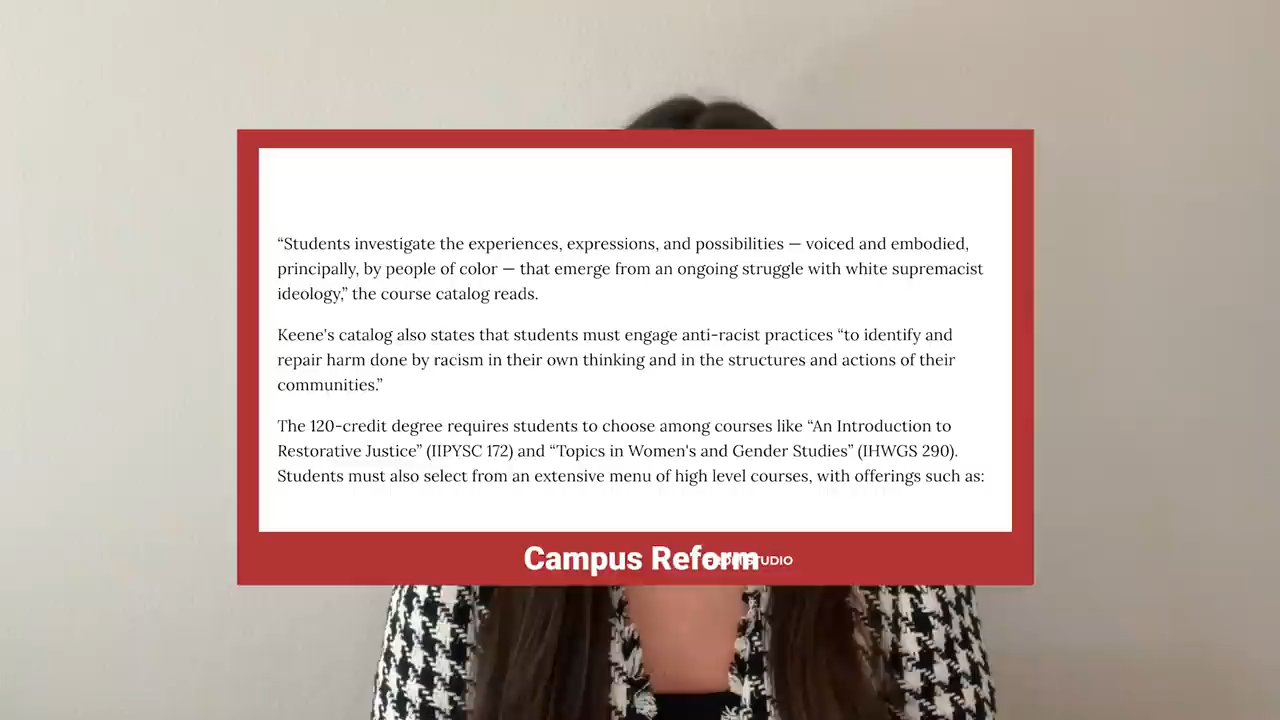 “Students investigate the experiences, expressions, and possibilities — voiced and embodied,
principally, by people of color — that emerge from an ongoing struggle with white supremacist
ideology,” the course catalog reads.
Keene's catalog also states that students must engage anti-racist practices “to identify and
repair harm done by racism in their own thinking and in the structures and actions of their
communities.”
The 120-credit degree requires students to choose among courses like “An Introduction to
Restorative Justice” (IIPYSC 172) and “Topics in Women's and Gender Studies” (IHWGS 290).
Students must also select from an extensive menu of high level courses, with offerings such as:
Campus Reform
STUDIO